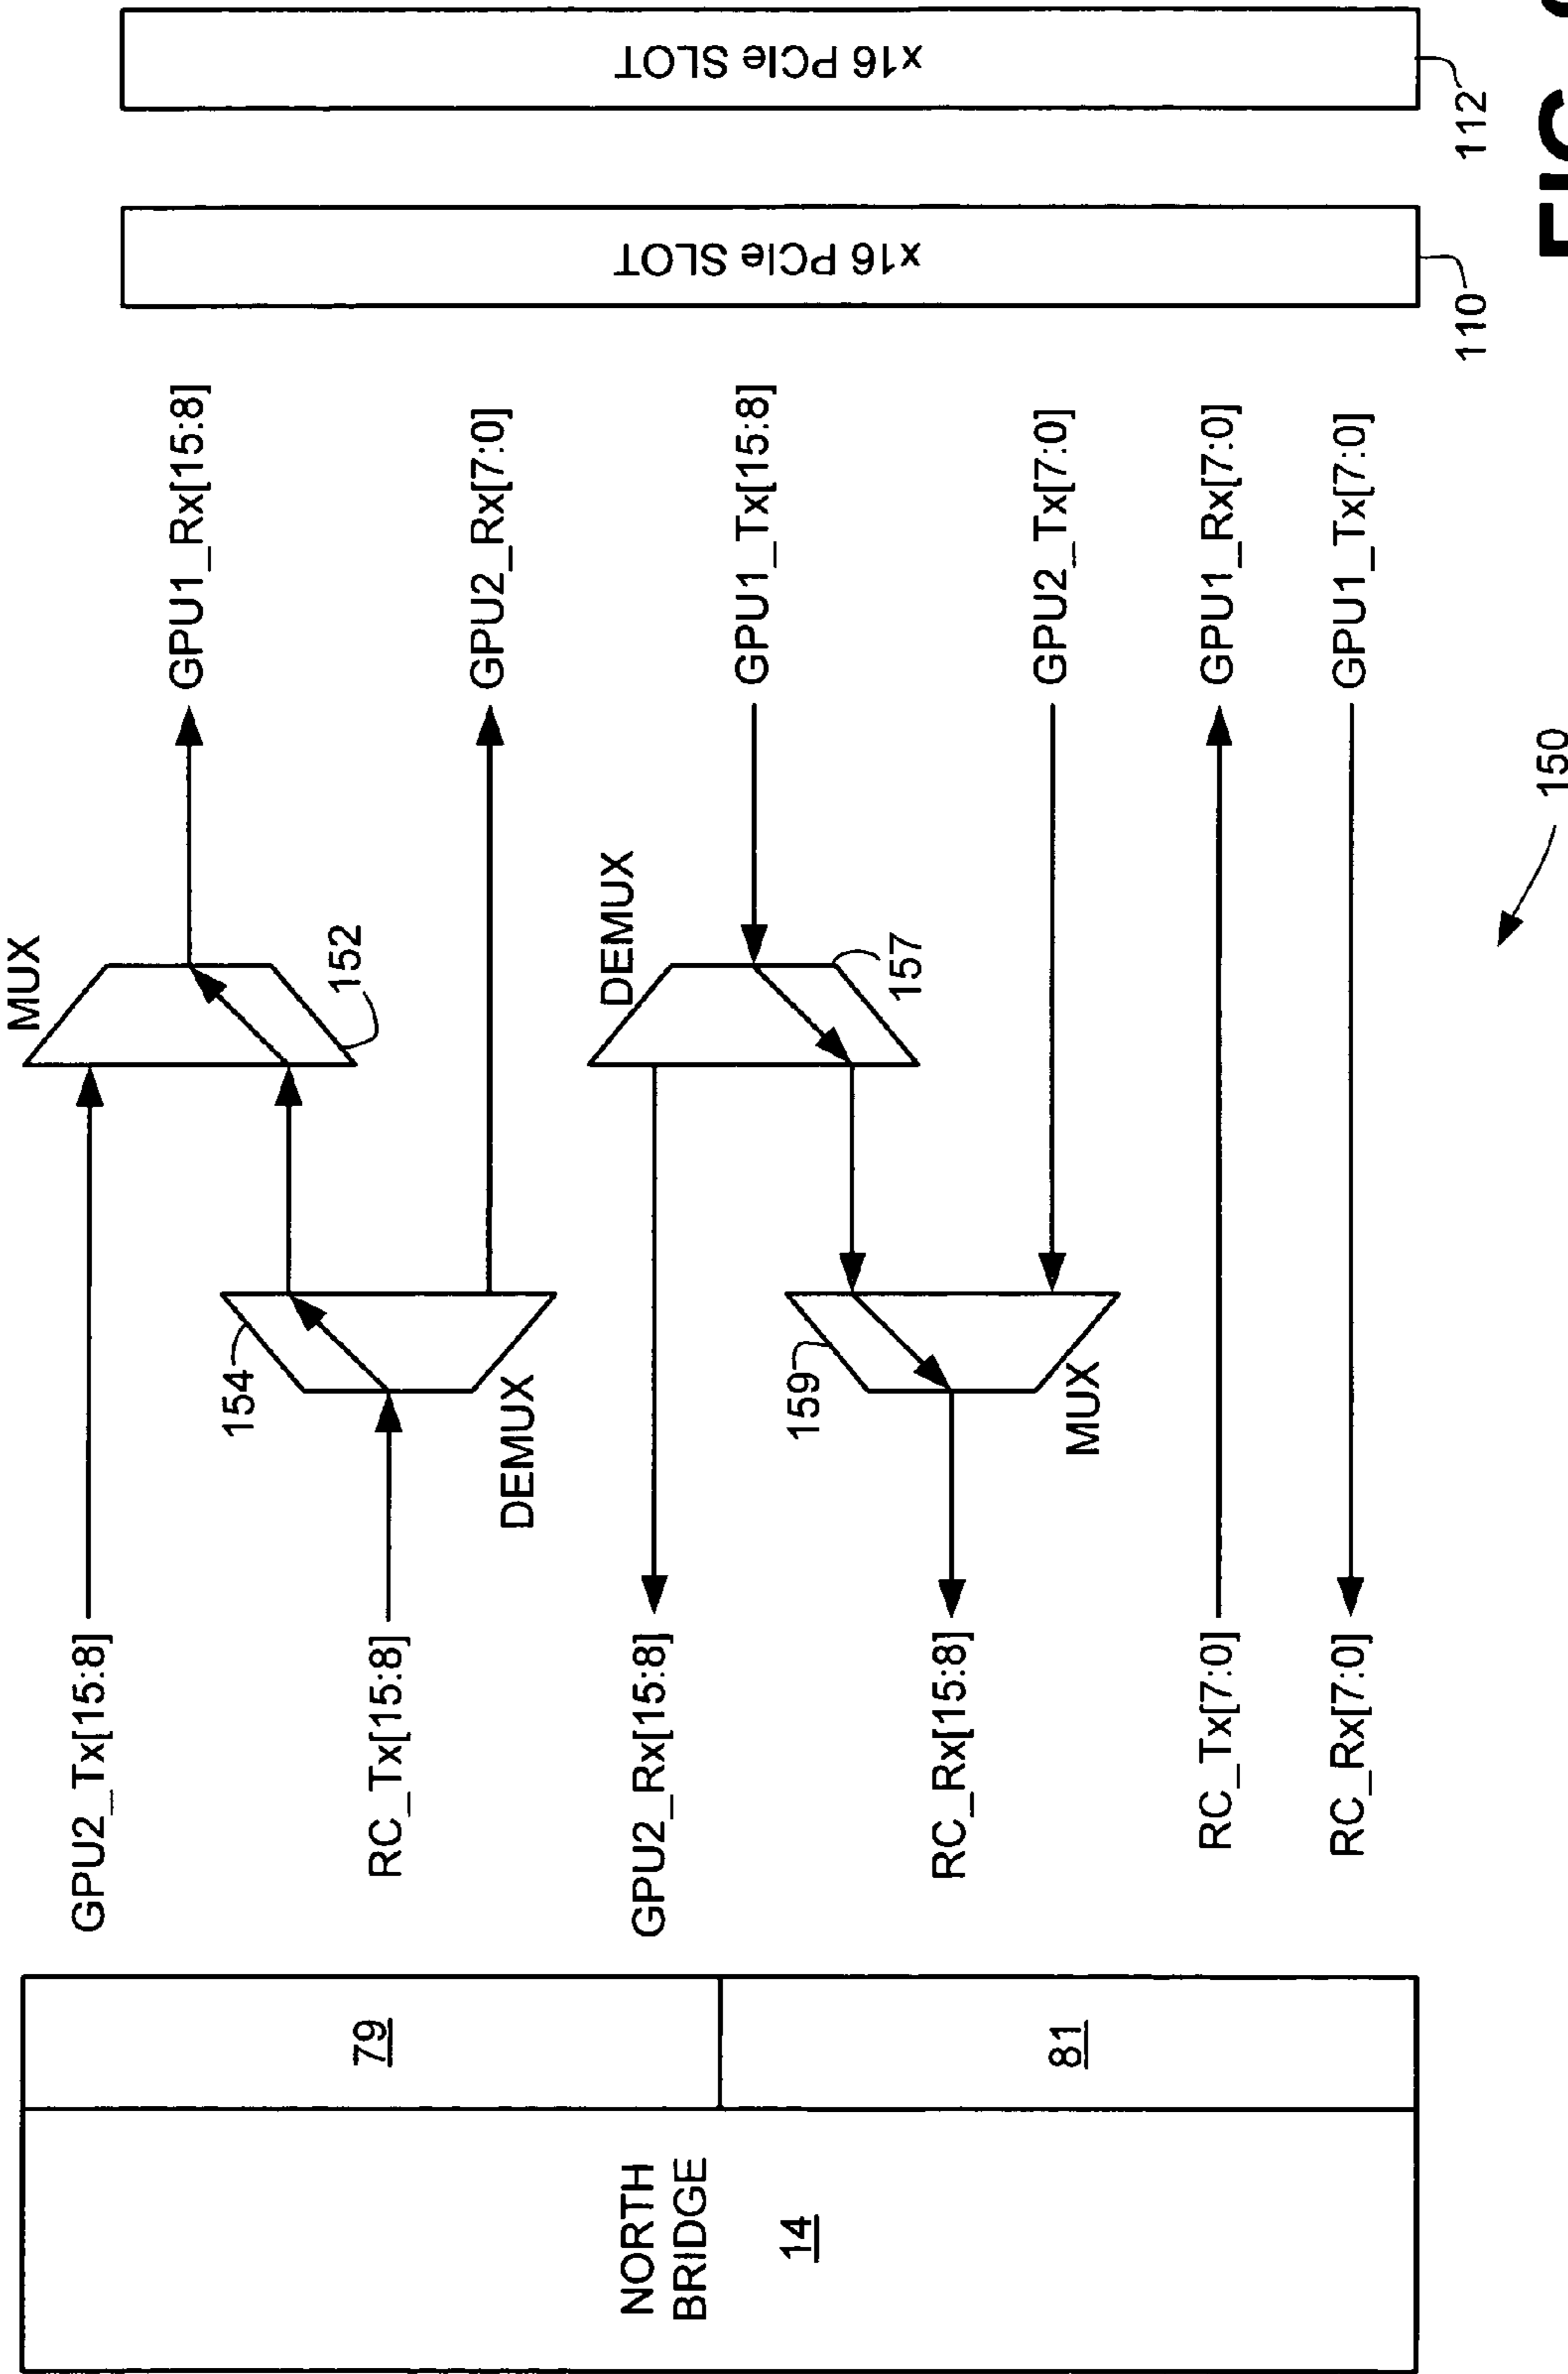 MUX
GPU2_Tx[15:8]
GPU1_Rx[15:8]
152
154
RC_Tx[15:8]
GPU2_Rx[7:0]
DEMUX
DEMUX
GPU2_Rx[15:8]
GPU1_Tx[15:8]
157
159
RC_Rx[15:8]
GPU2_Tx[7:0]
MUX
RC_Tx[7:0]
GPU1_Rx[7:0]
RC_Rx[7:0]
GPU1_Tx[7:0]
NORTH
BRIDGE
14
79
81
x16 PCIe SLOT
x16 PCIe SLOT
110
112
150
FIG.